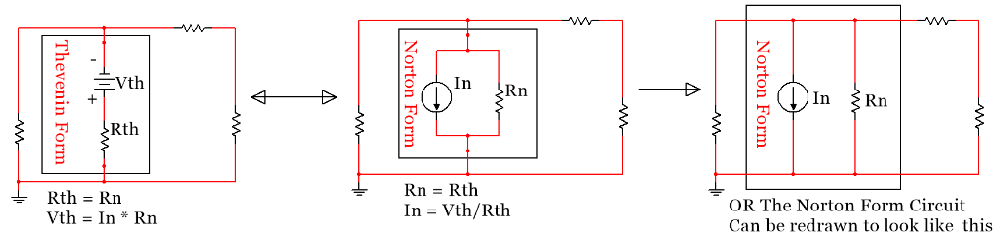 Thevenin Form
-
Vth
+
Rth
Rth = Rn
Vth = In * Rn
Norton Form
In
Rn
Rn = Rth
In = Vth/Rth
Norton Form
In
Rn
OR The Norton Form Circuit
Can be redrawn to look like this